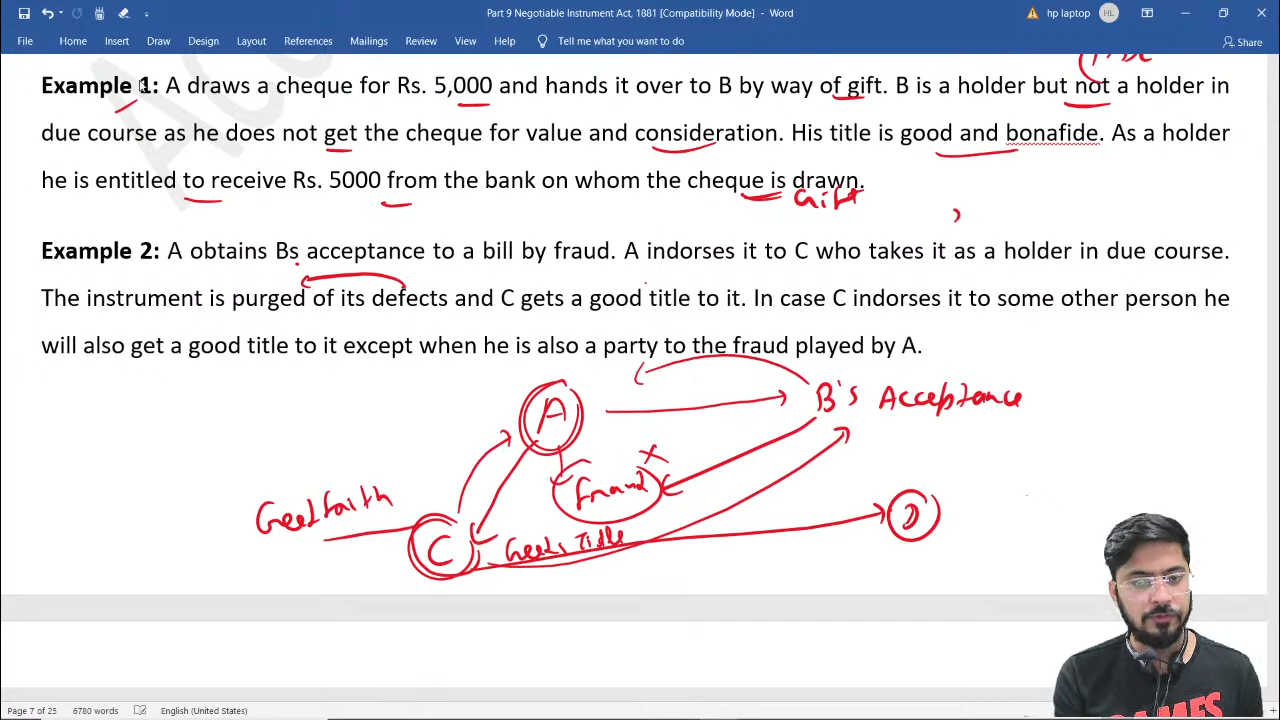 Part 9 Negotiable Instrument Act, 1881 [Compatibility Mode] - Word
hp laptop HL
File Home Insert Draw Design Layout References Mailings Review View Help Tell me what you want to do Share
Example 1: A draws a cheque for Rs. 5,000 and hands it over to B by way of gift. B is a holder but not a holder in
due course as he does not get the cheque for value and consideration. His title is good and bonafide. As a holder
he is entitled to receive Rs. 5000 from the bank on whom the cheque is drawn.
Gift
Example 2: A obtains Bs acceptance to a bill by fraud. A indorses it to C who takes it as a holder in due course.
The instrument is purged of its defects and C gets a good title to it. In case C indorses it to some other person he
will also get a good title to it except when he is also a party to the fraud played by A.
A
B's Acceptance
fraud
C
Title
D
GAMES
Page 7 of 25 6780 words English (United States)